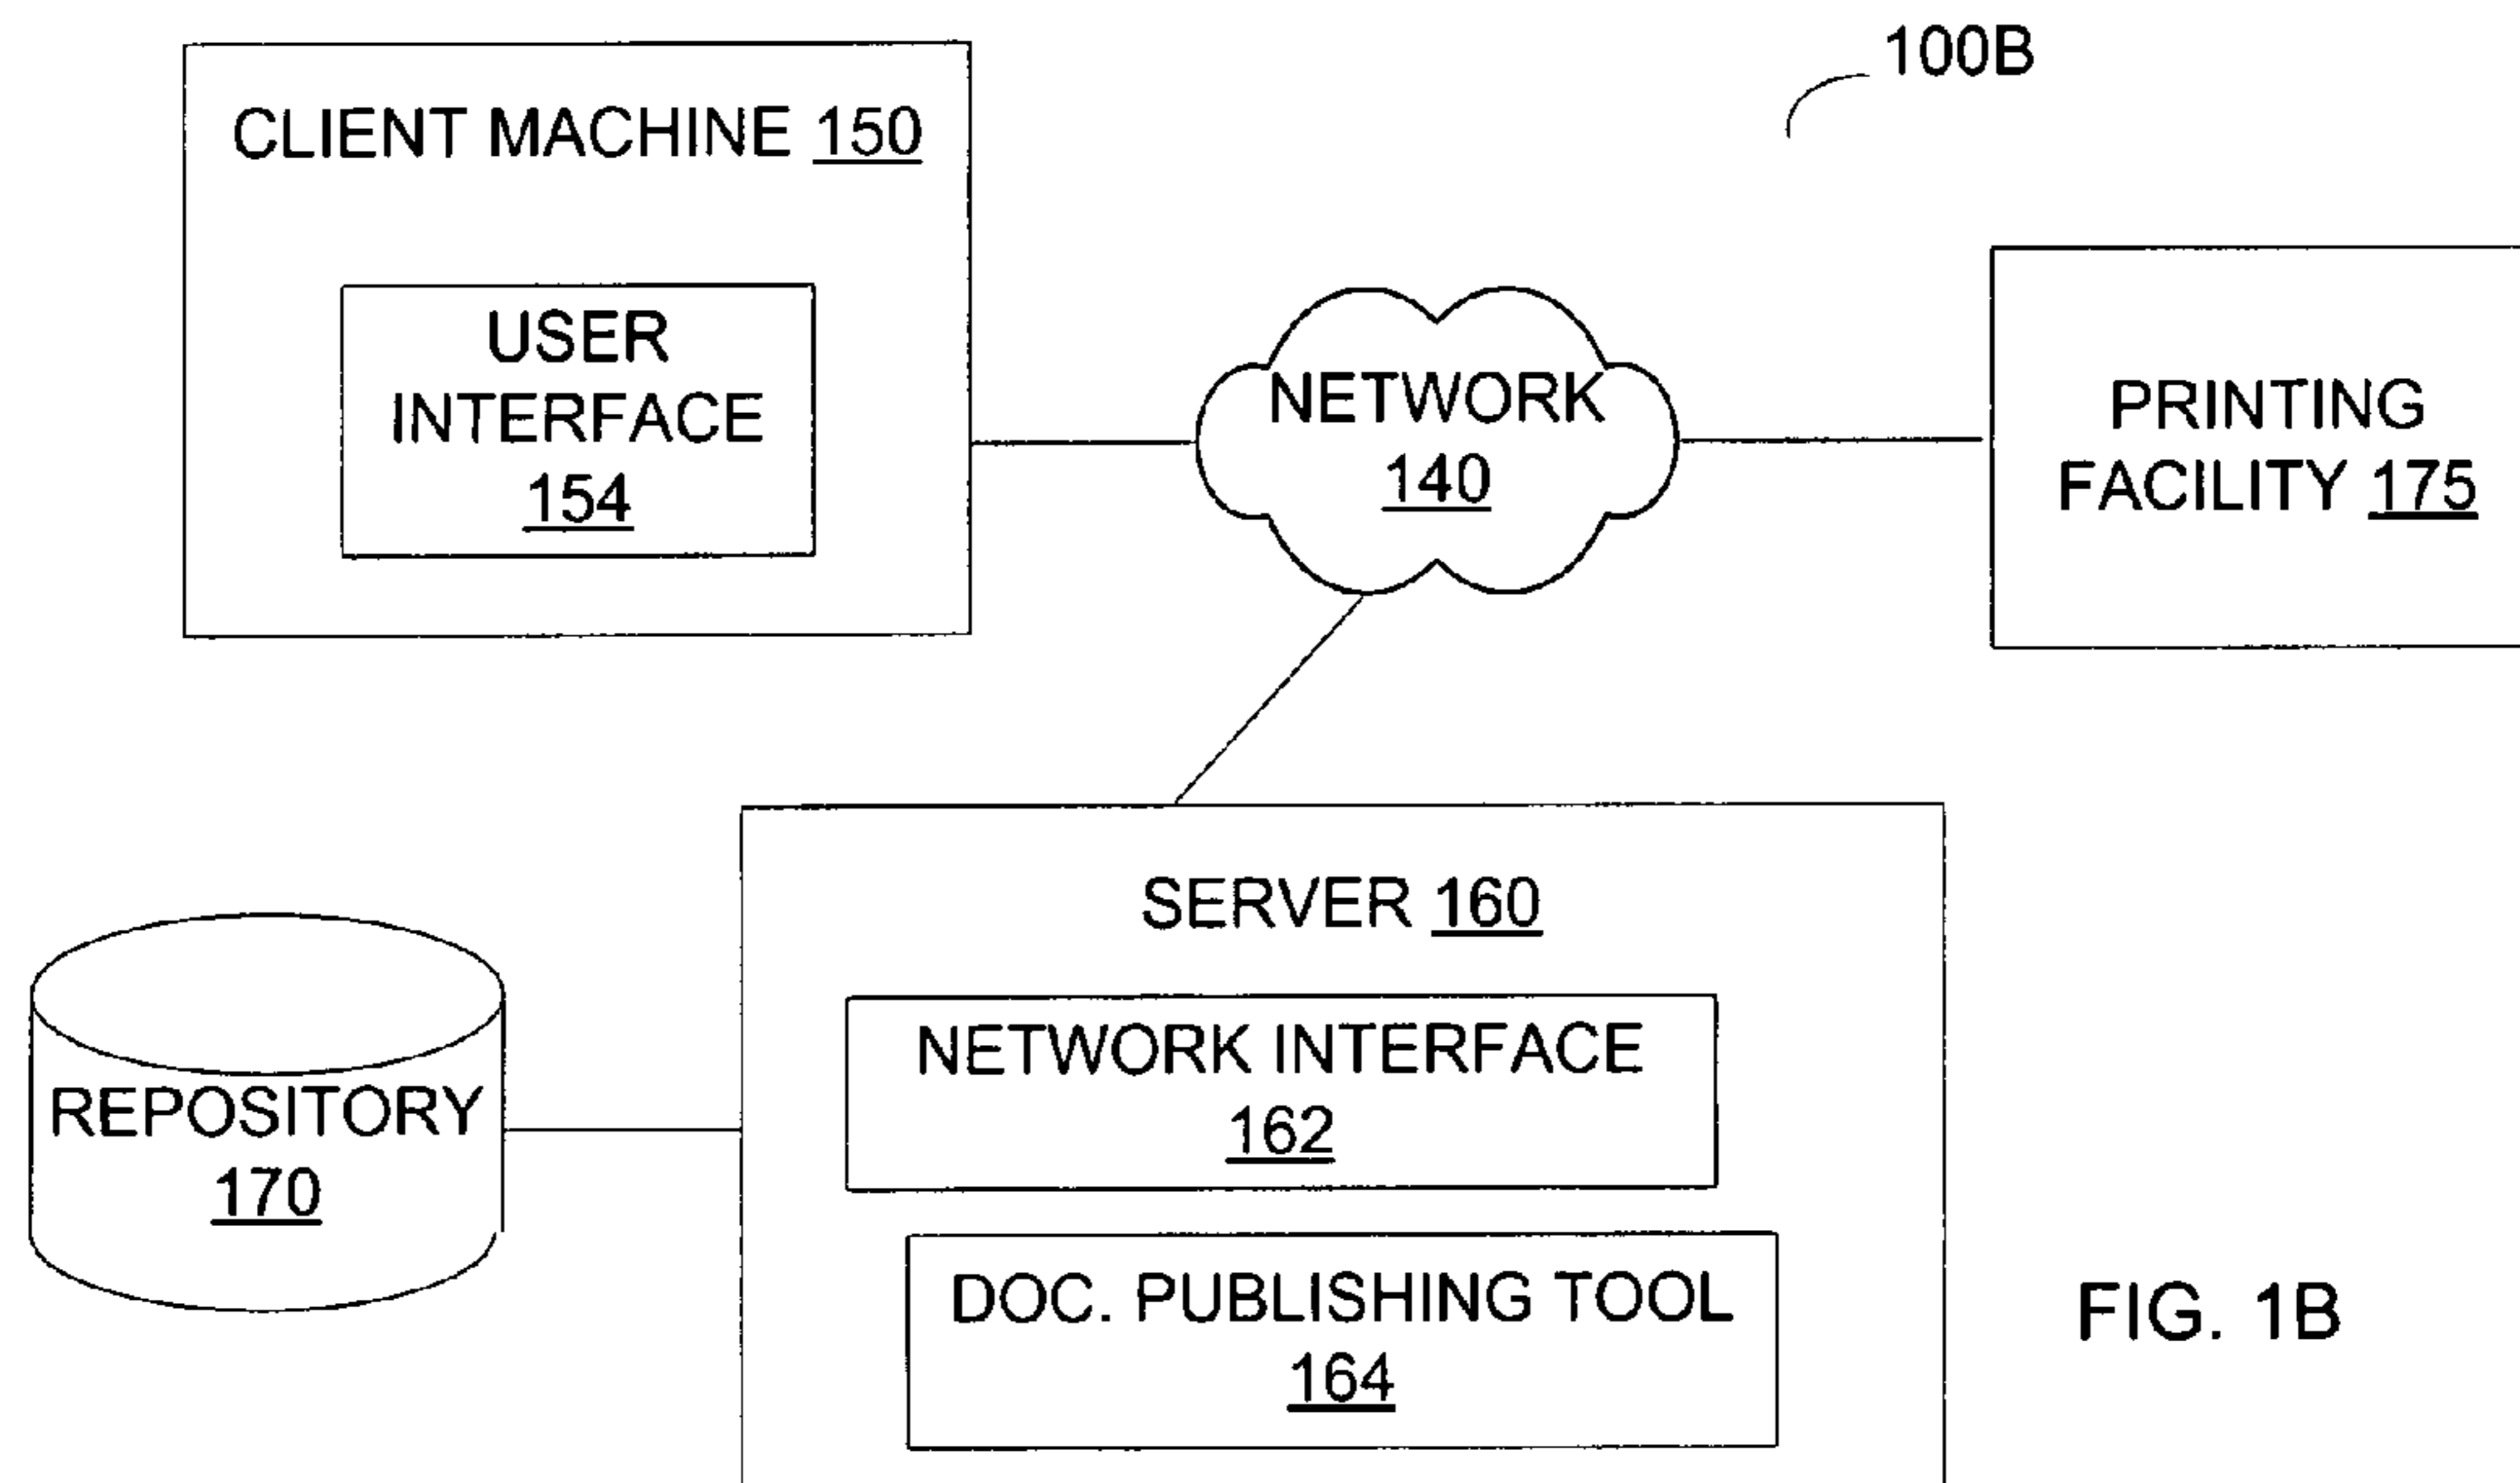 100B
CLIENT MACHINE 150
USER
INTERFACE
154
NETWORK
140
PRINTING
FACILITY 175
SERVER 160
NETWORK INTERFACE
162
REPOSITORY
170
DOC. PUBLISHING TOOL
164
FIG. 1B